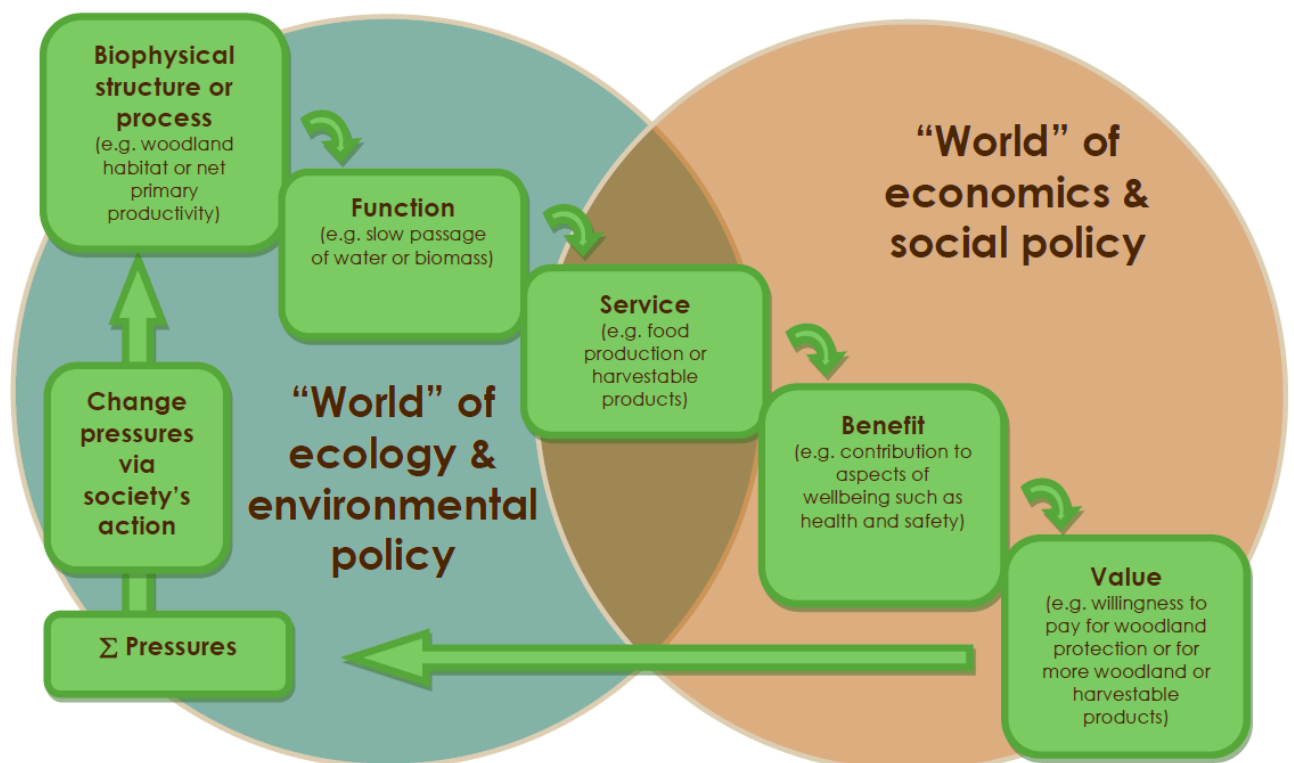 Biophysical
structure or
process
(e.g. woodland
habitat or net
primary
productivity)
Function
(e.g. slow passage
of water or biomass)
Service
(e.g. food
production or
harvestable
products)
Benefit
(e.g. contribution to
aspects of
wellbeing such as
health and safety)
Value
(e.g. willingness to
pay for woodland
protection or for
more woodland or
harvestable
products)
Σ Pressures
Change
pressures
via
society’s
action
“World” of
ecology &
environmental
policy
“World” of
economics &
social policy